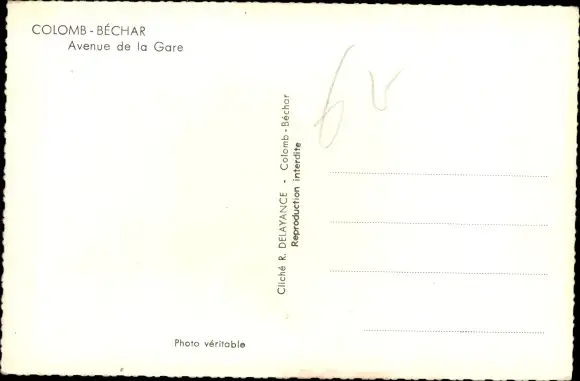 COLOMB-BÉCHAR
Avenue de la Gare
Cliché R. DELAYANCE - Colomb-Béchar
Reproduction interdite
Photo véritable